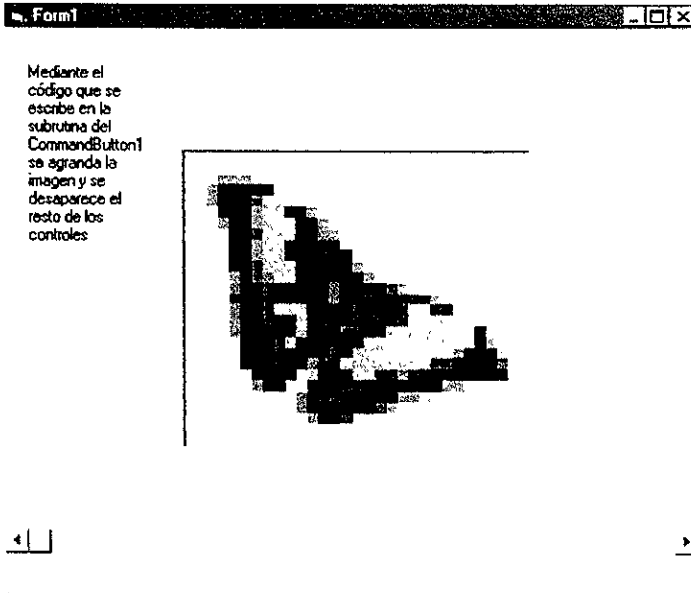 Form1
Mediante el
código que se
escribe en la
subrutina del
CommandButton1
se agranda la
imagen y se
desaparece el
resto de los
controles